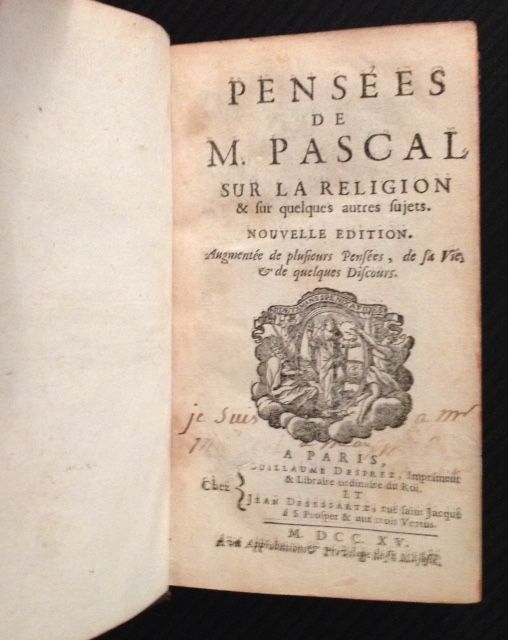 PENSÉES
DE
M. PASCAL
SUR LA RELIGION
& sur quelques autres sujets.
NOUVELLE EDITION.
Augmentée de plusieurs Pensées, de sa Vie,
& de quelques Discours.
je suis a mr
A PARIS,
GUILLAUME DESPREZ, Imprimeur
& Libraire ordinaire du Roi.
Chez
ET
JEAN DESESSARTZ, rue saint Jacque
à S. Prosper & aux trois Vertus.
M. DCC. XV.
Avec Approbations & Privilege de Sa Majesté.